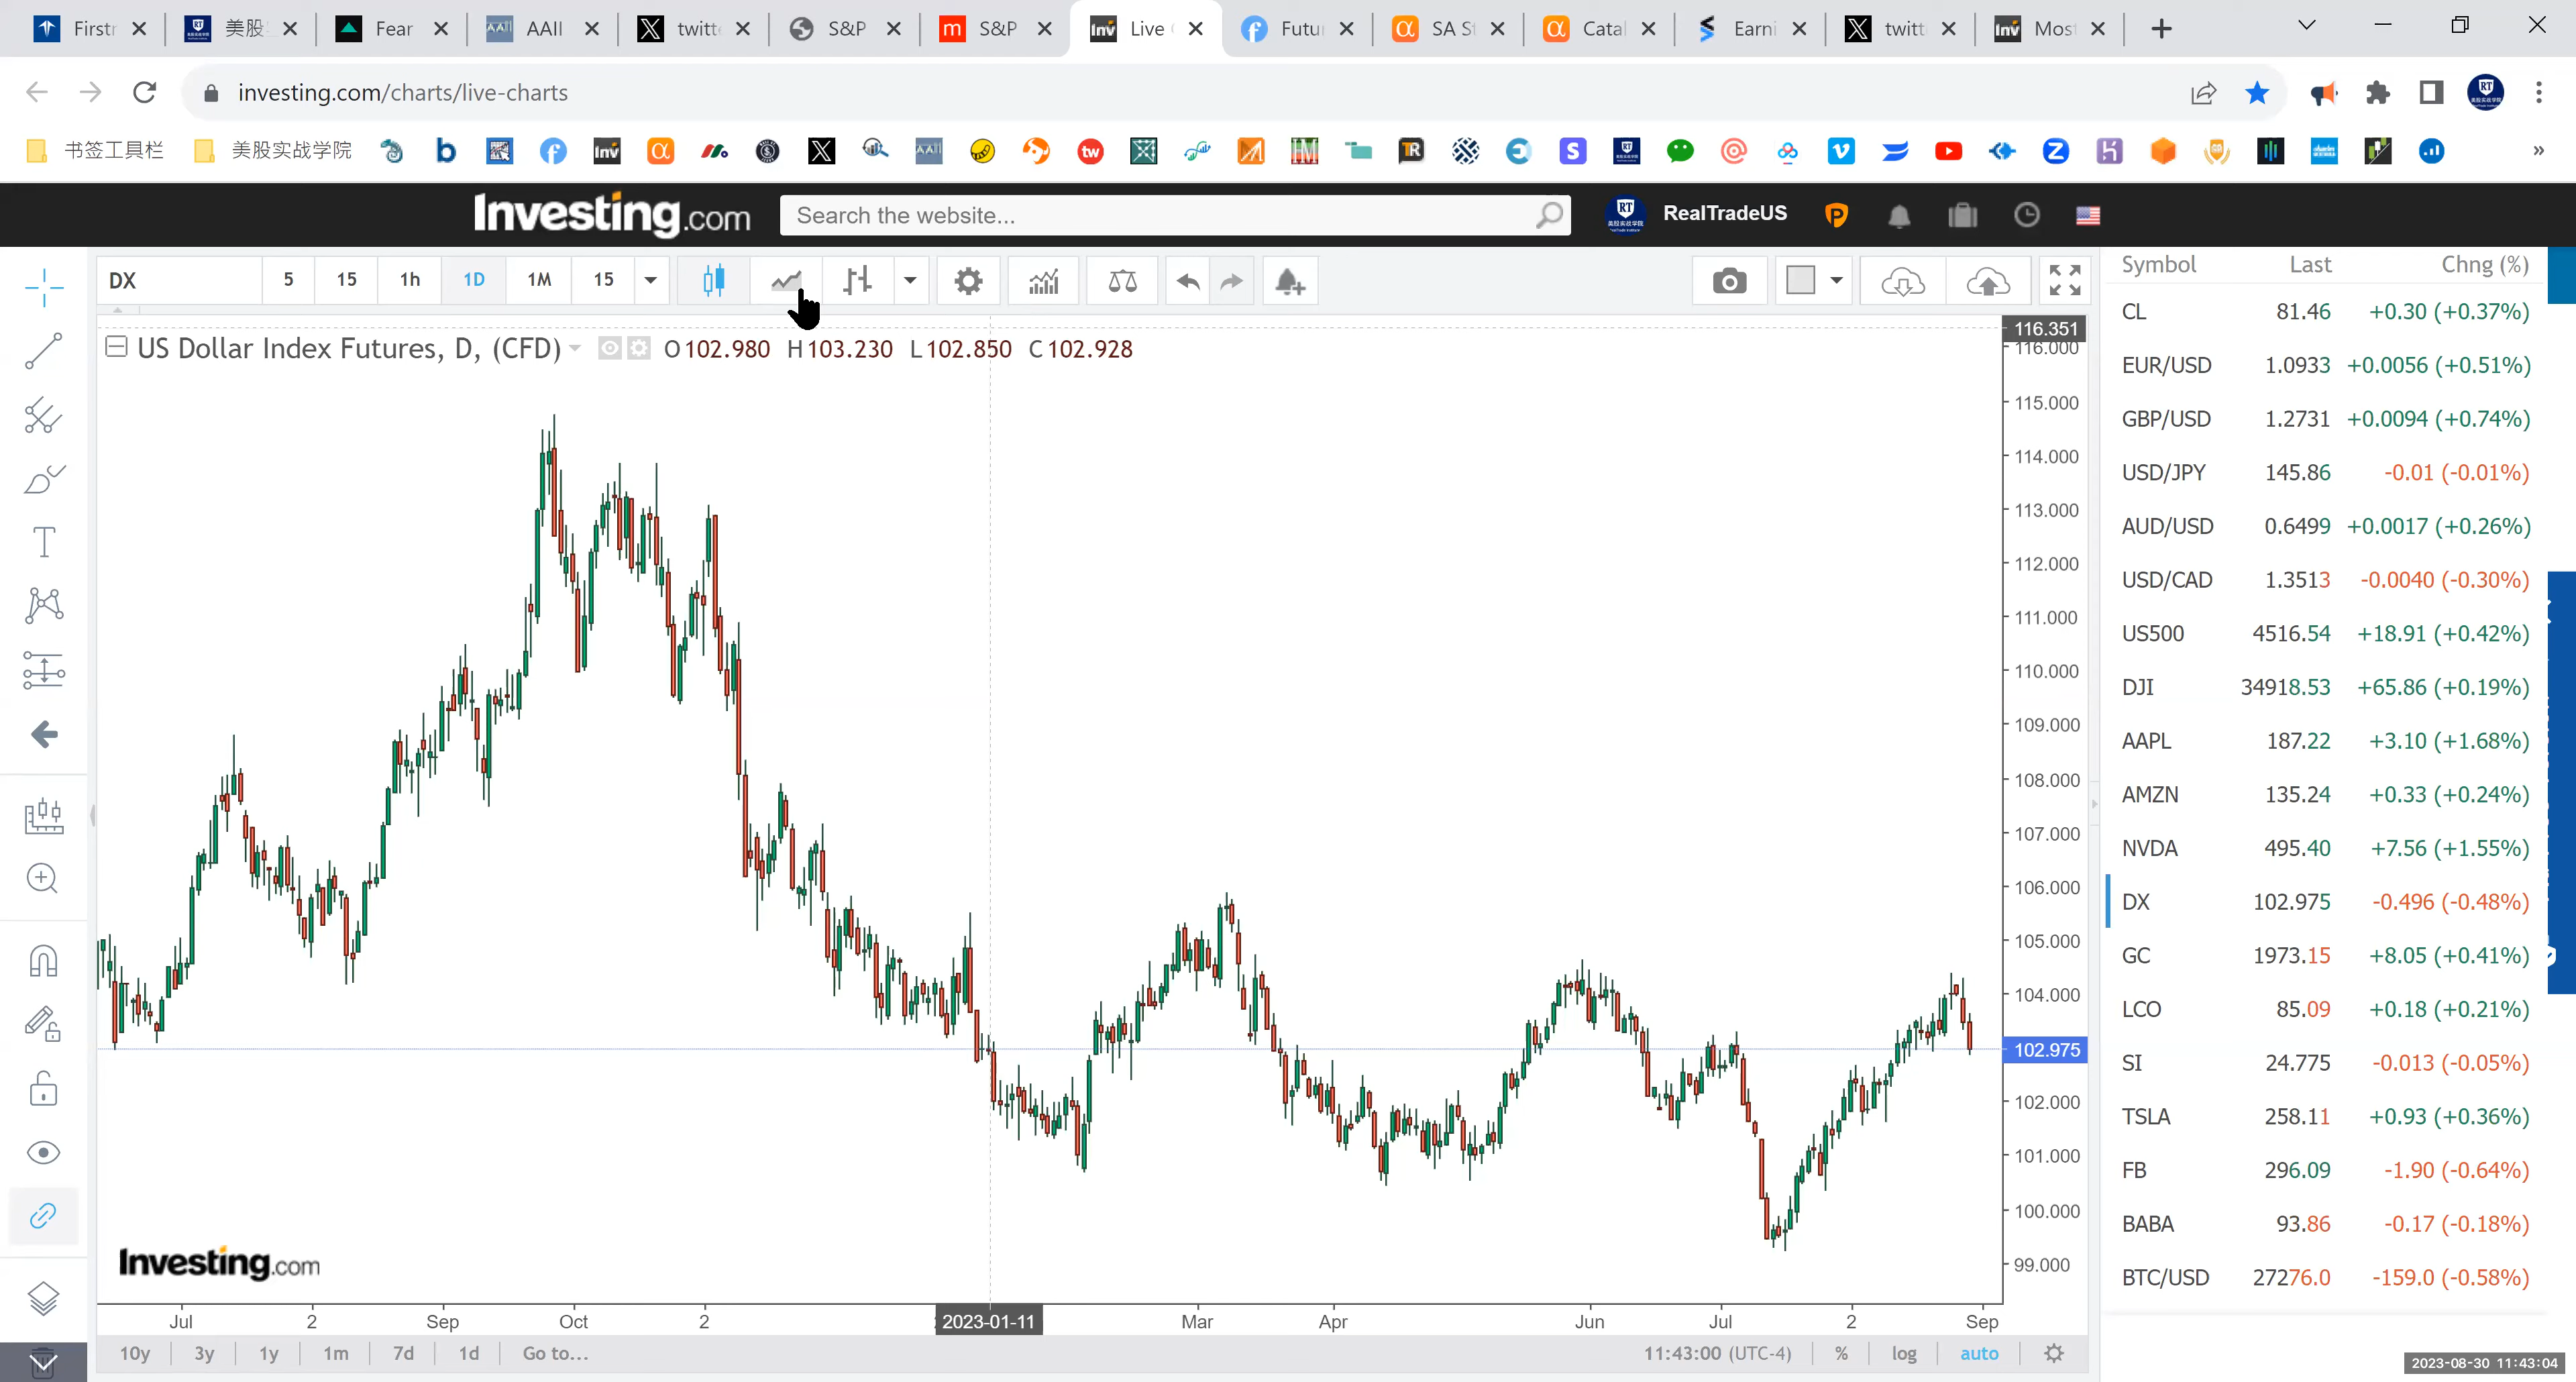 Firstr
美股
Fear
AAII
twitt
S&P
S&P
Live
Futu
SA S
Catal
Earni
twitt
Mos
investing.com/charts/live-charts
书签工具栏
美股实战学院
Investing.com
Search the website...
RealTradeUS
DX
5
15
1h
1D
1M
15
US Dollar Index Futures, D, (CFD)
O102.980 H103.230 L102.850 C102.928
116.351
116.000
115.000
114.000
113.000
112.000
111.000
110.000
109.000
108.000
107.000
106.000
105.000
104.000
102.975
102.000
101.000
100.000
99.000
Investing.com
Jul 2 Sep Oct 2 2023-01-11 Mar Apr Jun Jul 2 Sep
10y 3y 1y 1m 7d 1d Go to...
11:43:00 (UTC-4) % log auto
Symbol Last Chng (%)
CL 81.46 +0.30 (+0.37%)
EUR/USD 1.0933 +0.0056 (+0.51%)
GBP/USD 1.2731 +0.0094 (+0.74%)
USD/JPY 145.86 -0.01 (-0.01%)
AUD/USD 0.6499 +0.0017 (+0.26%)
USD/CAD 1.3513 -0.0040 (-0.30%)
US500 4516.54 +18.91 (+0.42%)
DJI 34918.53 +65.86 (+0.19%)
AAPL 187.22 +3.10 (+1.68%)
AMZN 135.24 +0.33 (+0.24%)
NVDA 495.40 +7.56 (+1.55%)
DX 102.975 -0.496 (-0.48%)
GC 1973.15 +8.05 (+0.41%)
LCO 85.09 +0.18 (+0.21%)
SI 24.775 -0.013 (-0.05%)
TSLA 258.11 +0.93 (+0.36%)
FB 296.09 -1.90 (-0.64%)
BABA 93.86 -0.17 (-0.18%)
BTC/USD 27276.0 -159.0 (-0.58%)
2023-08-30 11:43:04